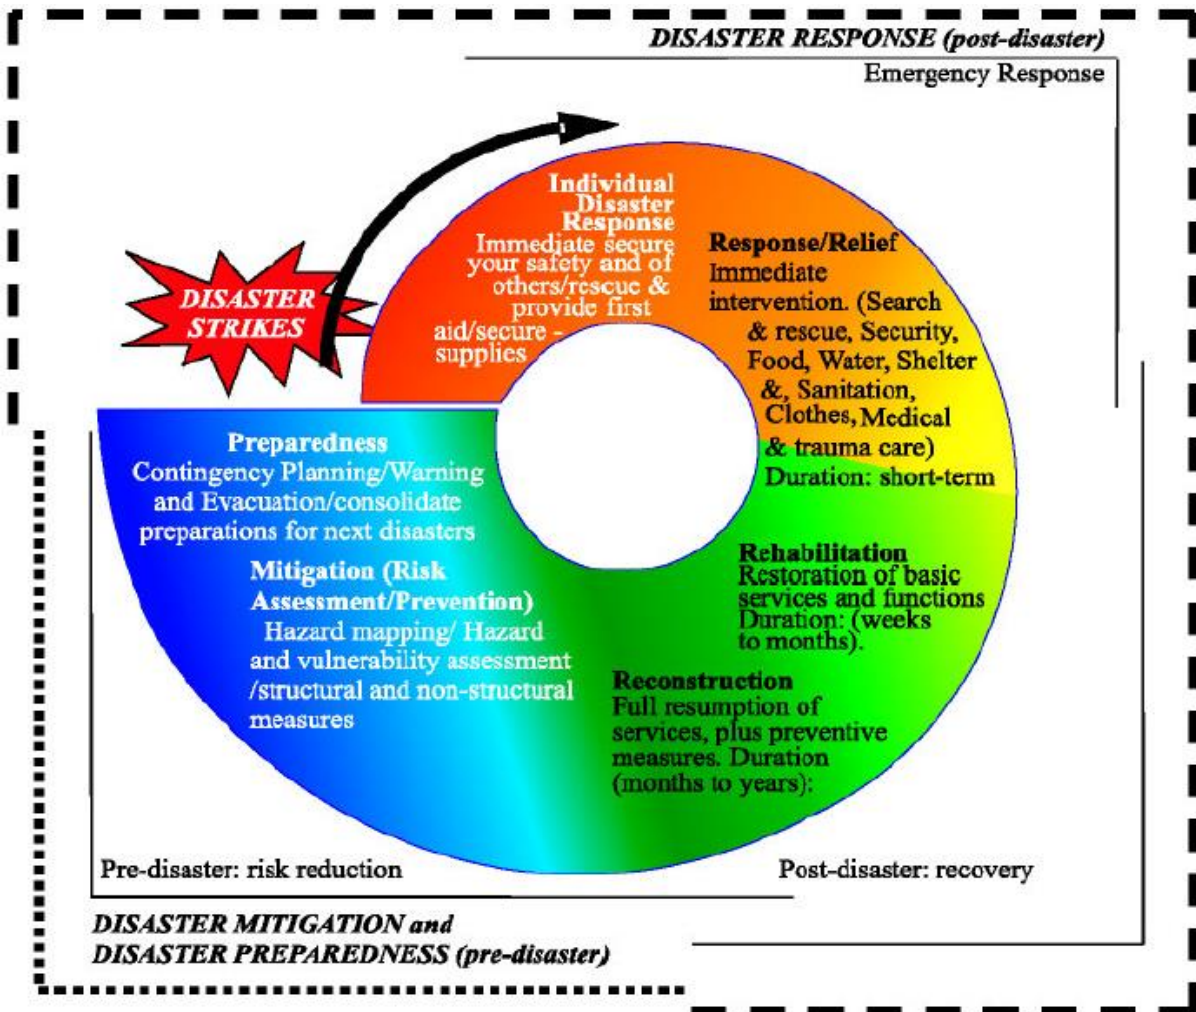 DISASTER RESPONSE (post-disaster)
Emergency Response
DISASTER
STRIKES
Individual
Disaster
Response
Immediate secure
your safety and of
others/rescue &
provide first
aid/secure -
supplies
Response/Relief
Immediate
intervention. (Search
& rescue, Security,
Food, Water, Shelter
&, Sanitation,
Clothes, Medical
& trauma care)
Duration: short-term
Rehabilitation
Restoration of basic
services and functions
Duration: (weeks
to months).
Reconstruction
Full resumption of
services, plus preventive
measures. Duration
(months to years):
Preparedness
Contingency Planning/Warning
and Evacuation/consolidate
preparations for next disasters
Mitigation (Risk
Assessment/Prevention)
Hazard mapping/ Hazard
and vulnerability assessment
/structural and non-structural
measures
Pre-disaster: risk reduction
Post-disaster: recovery
DISASTER MITIGATION and
DISASTER PREPAREDNESS (pre-disaster)